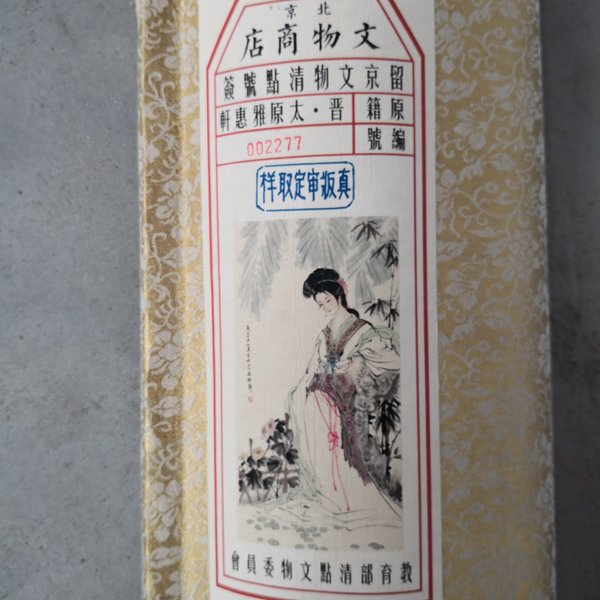 北京
文物商店
留京文物清點號簽
原籍 晋·太原雅惠軒
編號 002277
真版审定取样
教育部清點文物委員會